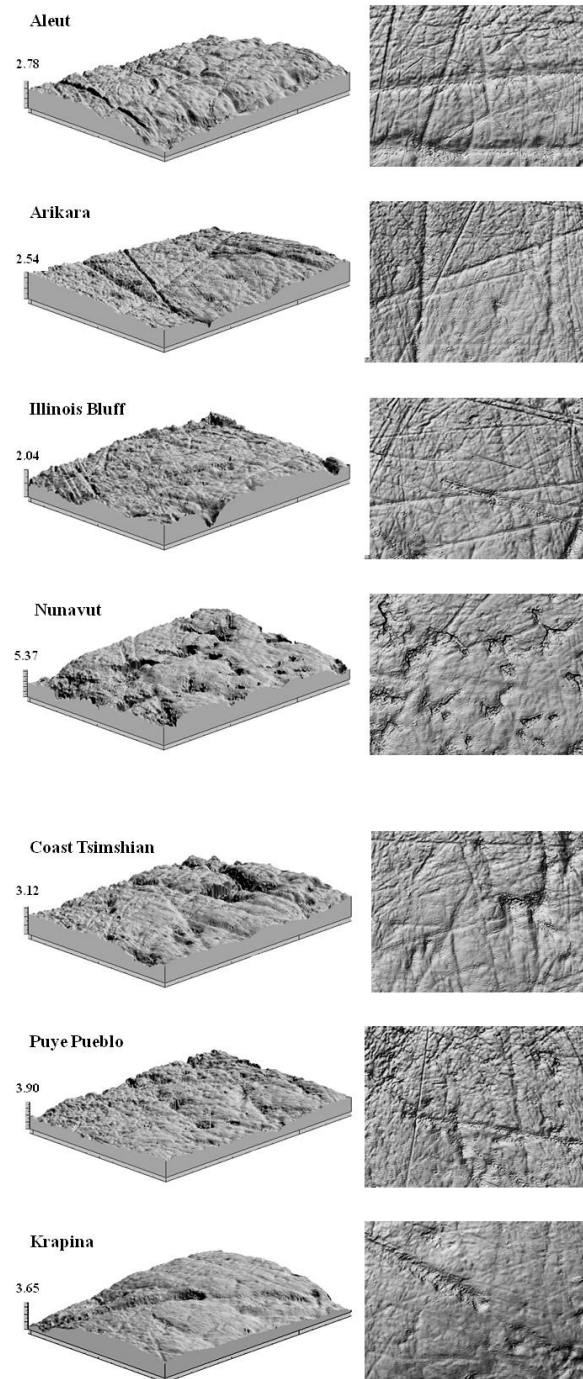 Aleut
2.78
Arikara
2.54
Illinois Bluff
2.04
Nunavut
5.37
Coast Tsimshian
3.12
Puye Pueblo
3.90
Krapina
3.65